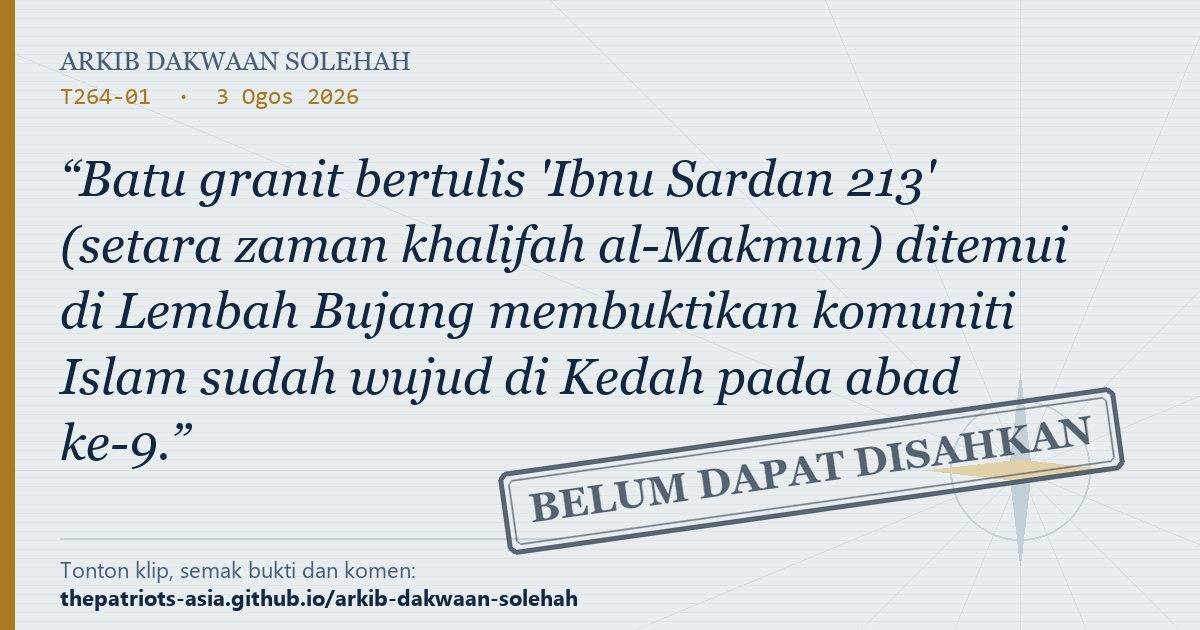 ARKIB DAKWAAN SOLEHAH
T264-01 · 3 Ogos 2026
“Batu granit bertulis 'Ibnu Sardan 213'
(setara zaman khalifah al-Makmun) ditemui
di Lembah Bujang membuktikan komuniti
Islam sudah wujud di Kedah pada abad
ke-9.”
BELUM DAPAT DISAHKAN
Tonton klip, semak bukti dan komen:
thepatriots-asia.github.io/arkib-dakwaan-solehah